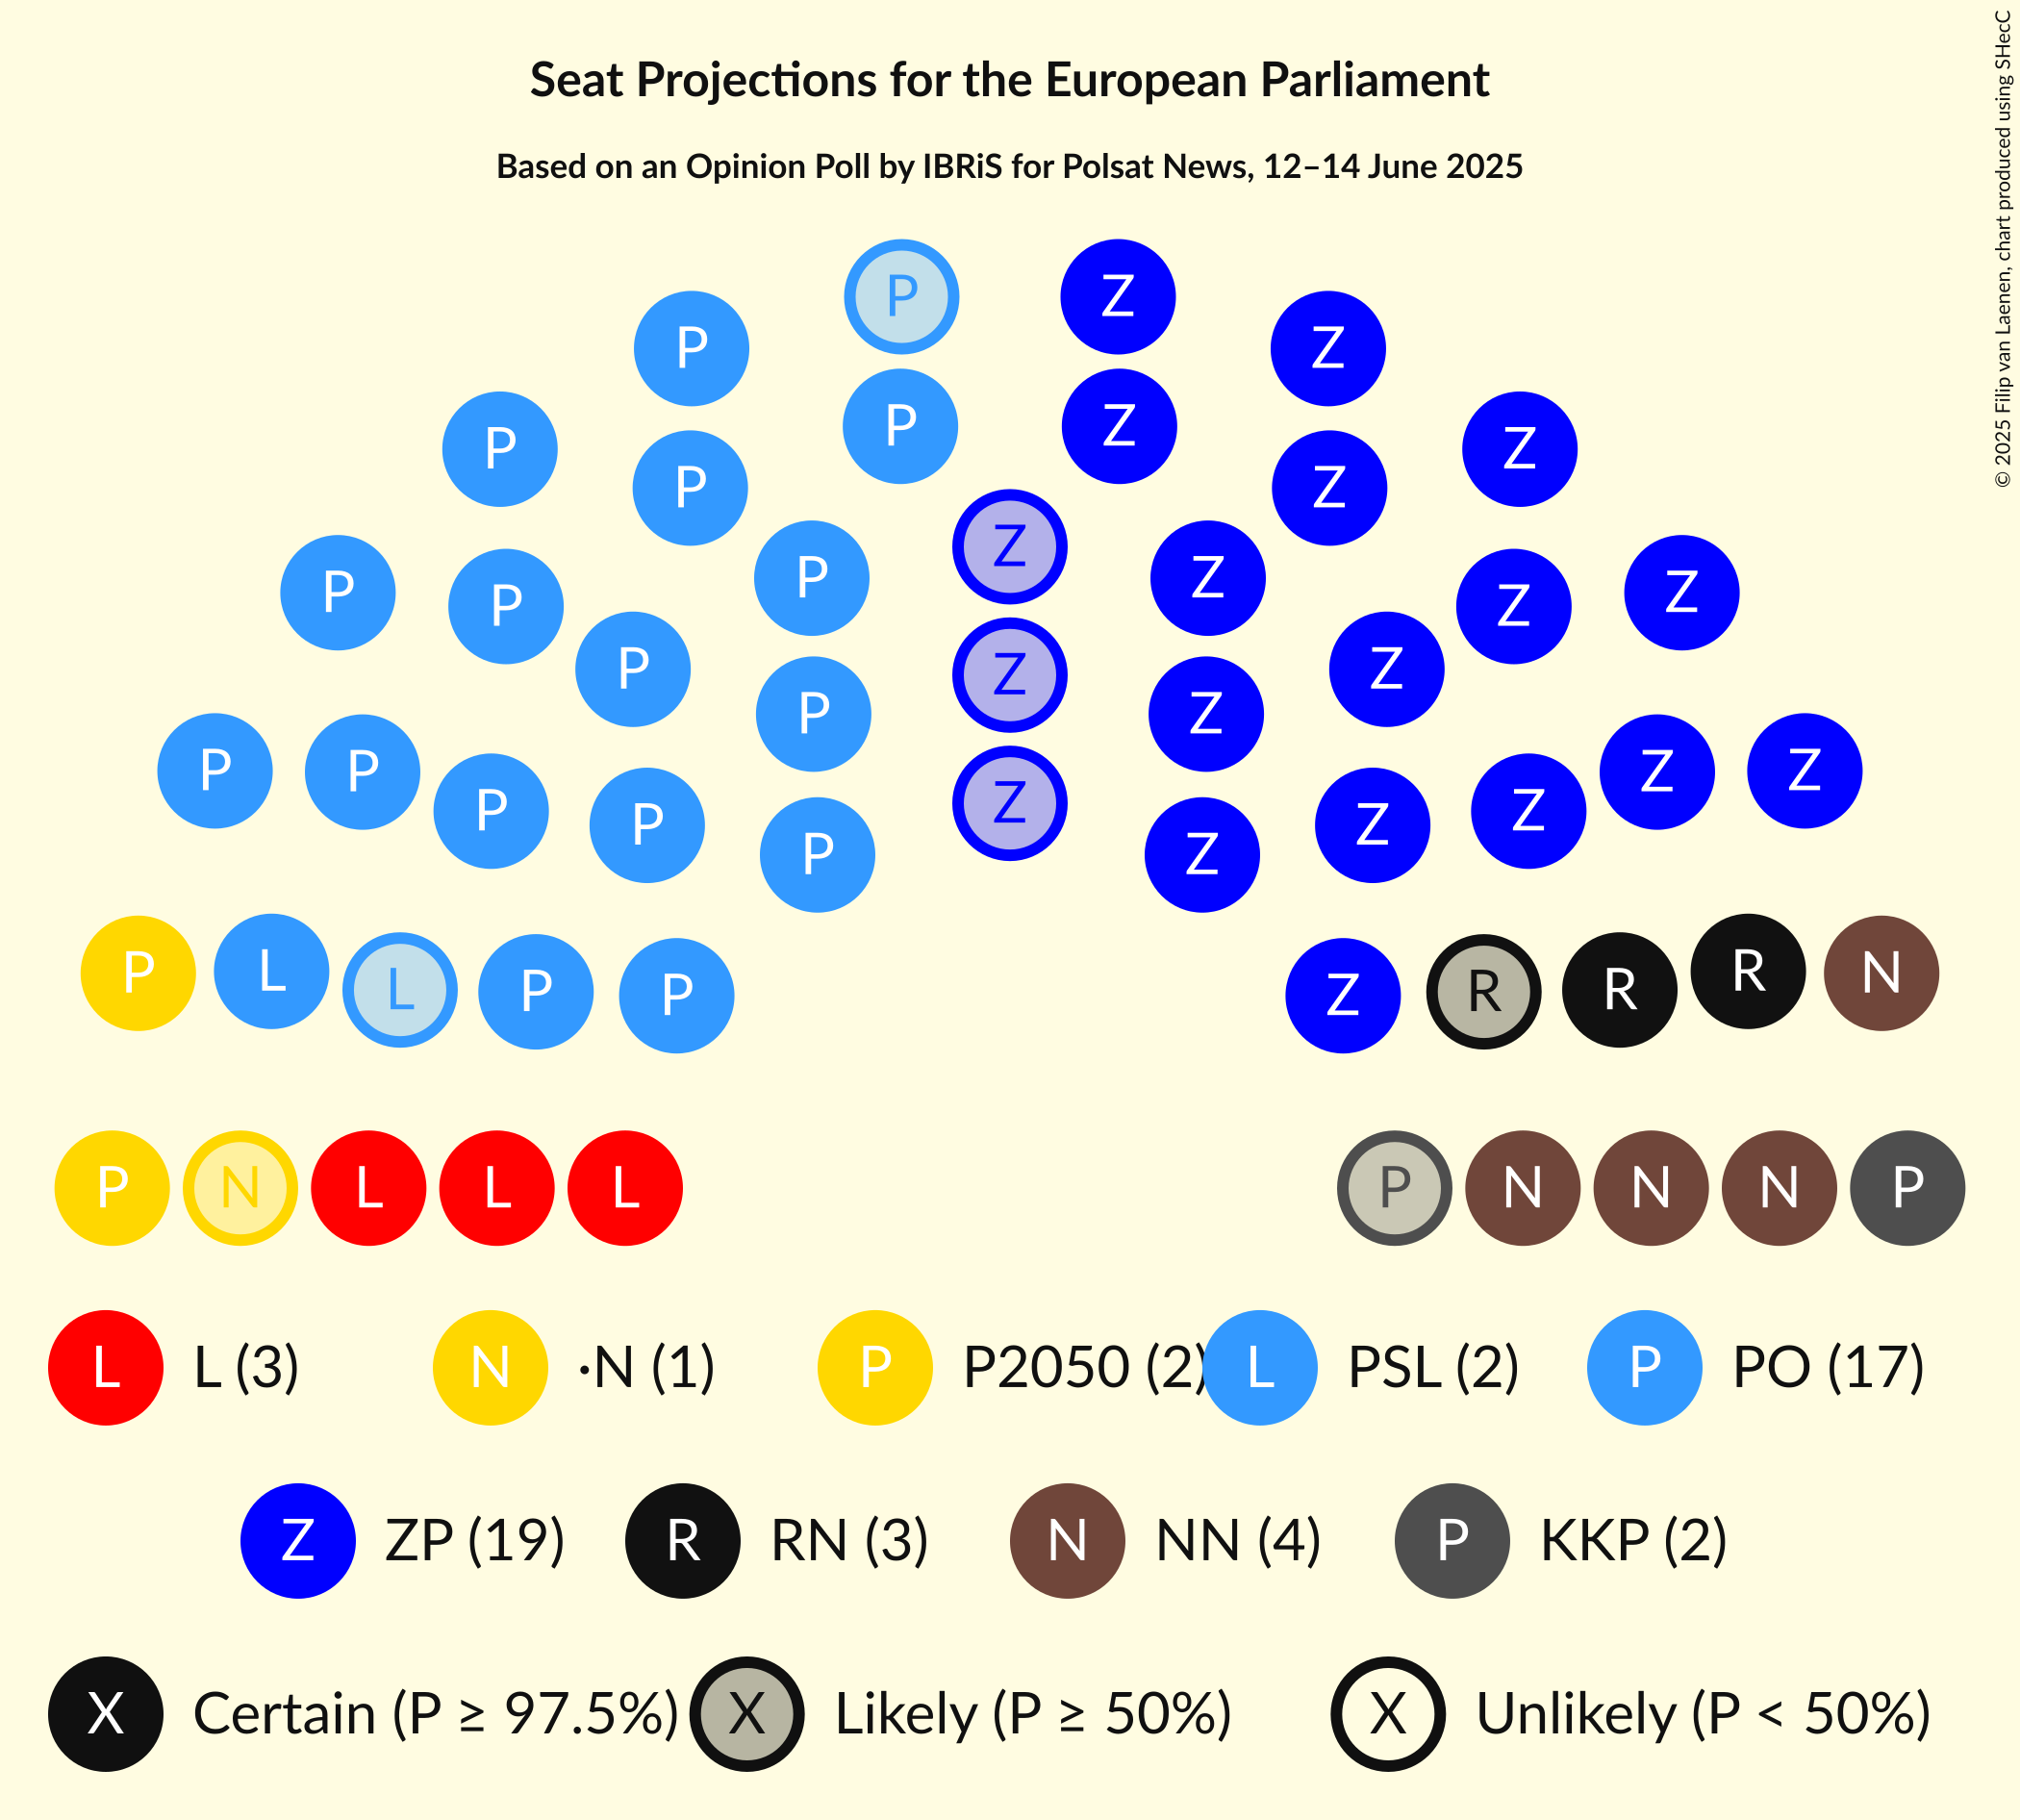 Seat Projections for the European Parliament
Based on an Opinion Poll by IBRiS for Polsat News, 12–14 June 2025
© 2025 Filip van Laenen, chart produced using SHecC
P Z
P Z
P Z
P Z
P Z
Z
P Z
P Z
P Z
P Z
Z
P Z
P P Z Z
P Z
P Z
Z
P Z
P L L P P Z R R R N
P N L L L P N N N P
L L (3) N ·N (1) P P2050 (2) L PSL (2) P PO (17)
Z ZP (19) R RN (3) N NN (4) P KKP (2)
X Certain (P ≥ 97.5%) X Likely (P ≥ 50%) X Unlikely (P < 50%)